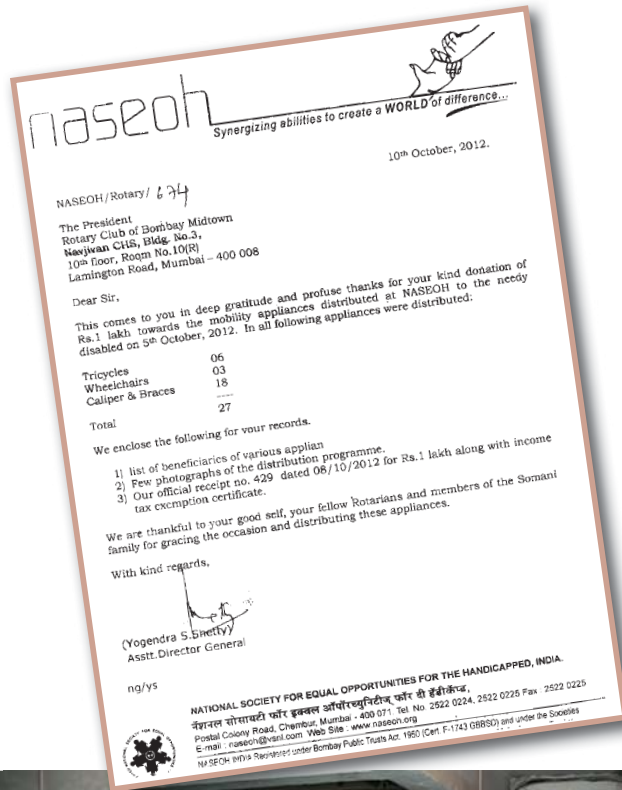 naseoh
Synergizing abilities to create a WORLD of difference...
10th October, 2012.
NASEOH/Rotary/ 674
The President
Rotary Club of Bombay Midtown
Navjivan CHS, Bldg. No.3,
10th floor, Room No.10(R)
Lamington Road, Mumbai – 400 008
Dear Sir,
This comes to you in deep gratitude and profuse thanks for your kind donation of
Rs.1 lakh towards the mobility appliances distributed at NASEOH to the needy
disabled on 5th October, 2012. In all following appliances were distributed:
Tricycles 06
Wheelchairs 03
Caliper & Braces 18
----
Total 27
We enclose the following for your records.
1) list of beneficiaries of various applian
2) Few photographs of the distribution programme.
3) Our official receipt no. 429 dated 08/10/2012 for Rs.1 lakh along with income
tax exemption certificate.
We are thankful to your good self, your fellow Rotarians and members of the Somani
family for gracing the occasion and distributing these appliances.
With kind regards,
(Yogendra S.Shetty)
Asstt.Director General
ng/ys
NATIONAL SOCIETY FOR EQUAL OPPORTUNITIES FOR THE HANDICAPPED, INDIA.
नॅशनल सोसायटी फॉर इक्वल ऑपॉरच्युनिटीज् फॉर दी हॅंडीकॅप्ड,
Postal Colony Road, Chembur, Mumbai - 400 071. Tel. No. 2522 0224, 2522 0225 Fax : 2522 0225
E-mail : naseoh@vsnl.com Web Site : www.naseoh.org
NASEOH INDIA Registered under Bombay Public Trusts Act. 1950 (Cert. F-1743 GBBSD) and under the Societies